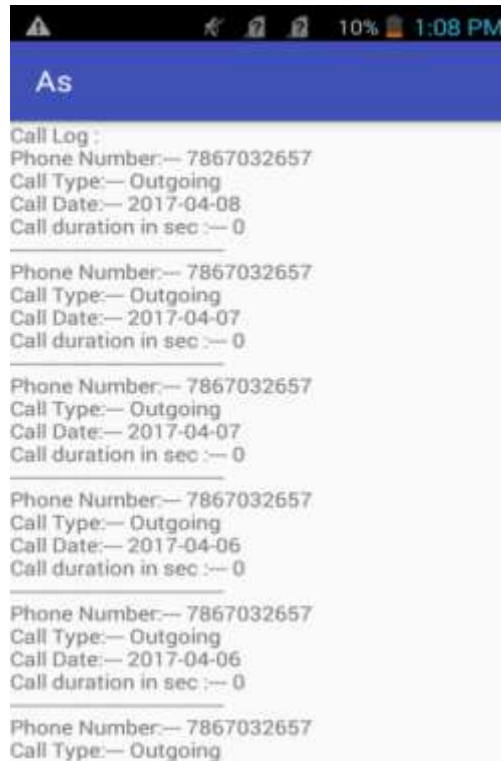 10% 1:08 PM
As
Call Log :
Phone Number:--- 7867032657
Call Type:--- Outgoing
Call Date:--- 2017-04-08
Call duration in sec :--- 0
----------------------------------
Phone Number:--- 7867032657
Call Type:--- Outgoing
Call Date:--- 2017-04-07
Call duration in sec :--- 0
----------------------------------
Phone Number:--- 7867032657
Call Type:--- Outgoing
Call Date:--- 2017-04-07
Call duration in sec :--- 0
----------------------------------
Phone Number:--- 7867032657
Call Type:--- Outgoing
Call Date:--- 2017-04-06
Call duration in sec :--- 0
----------------------------------
Phone Number:--- 7867032657
Call Type:--- Outgoing
Call Date:--- 2017-04-06
Call duration in sec :--- 0
----------------------------------
Phone Number:--- 7867032657
Call Type:--- Outgoing